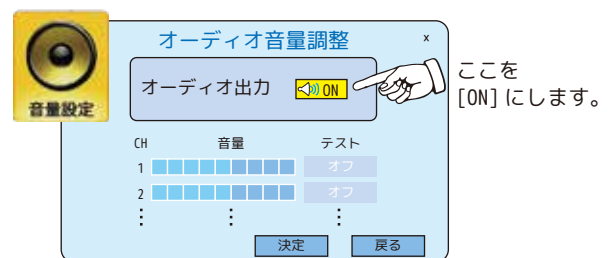 音量設定
オーディオ音量調整 x
オーディオ出力 ON
ここを
[ON] にします。
CH 音量 テスト
1 オフ
2 オフ
⋮ ⋮ ⋮
決定 戻る